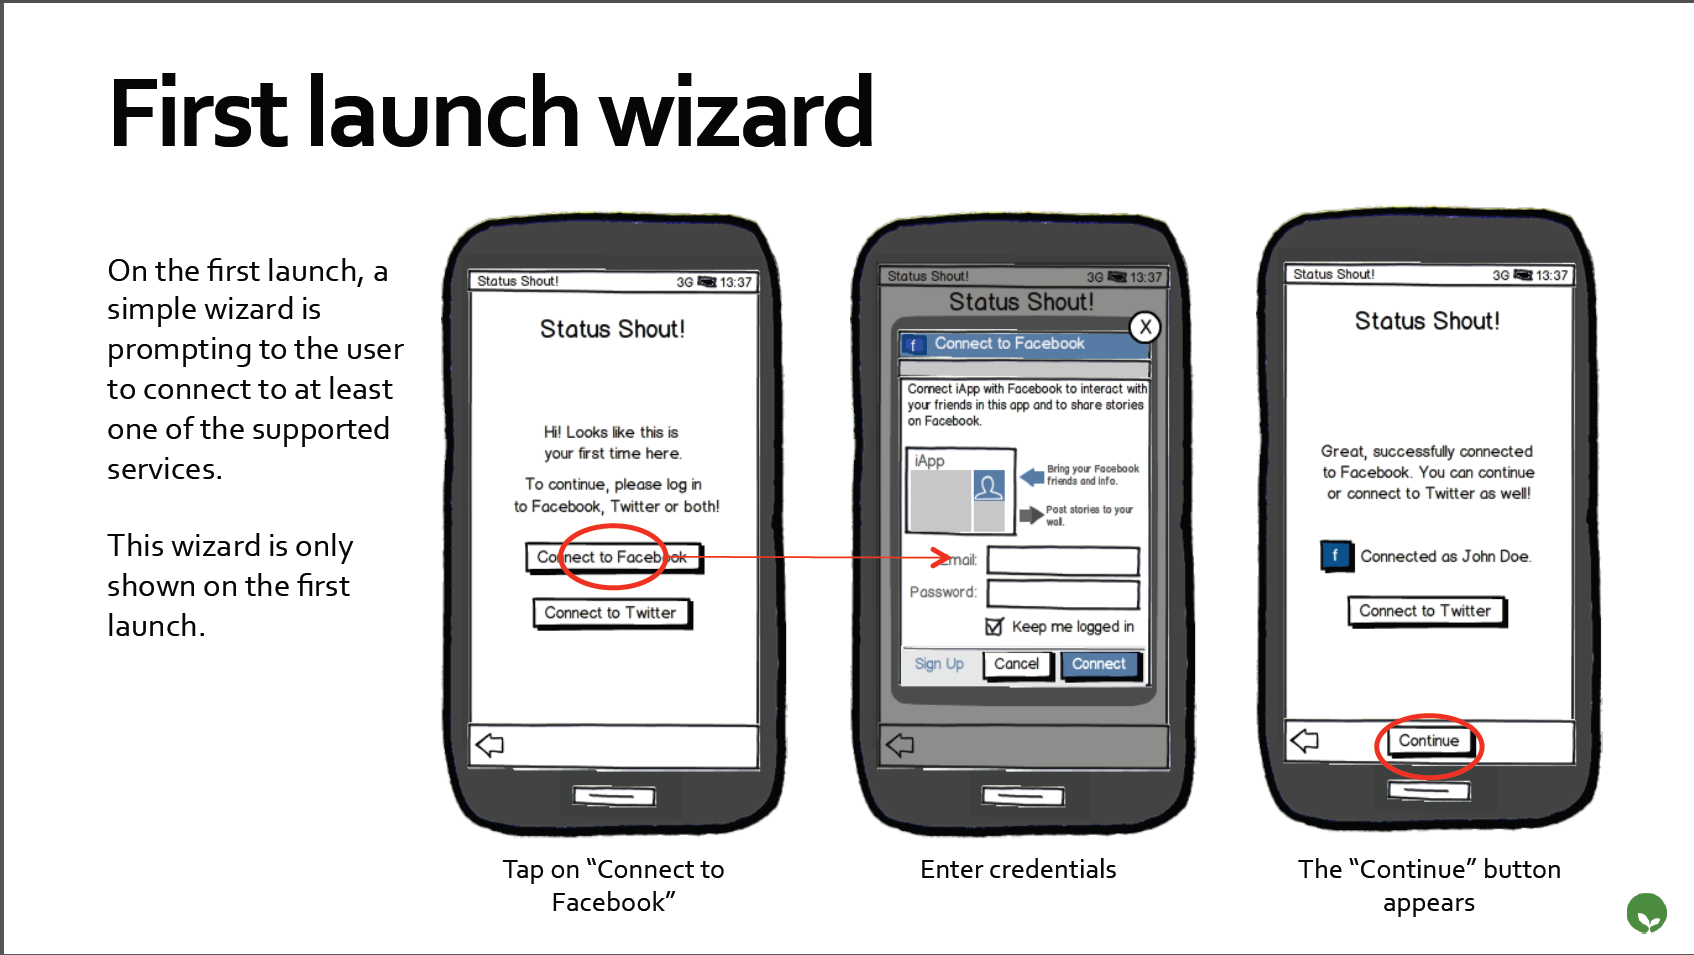 First launch wizard
On the first launch, a
simple wizard is
prompting to the user
to connect to at least
one of the supported
services.
This wizard is only
shown on the first
launch.
Status Shout!
3G 13:37
Status Shout!
Hi! Looks like this is
your first time here.
To continue, please log in
to Facebook, Twitter or both!
Connect to Facebook
Connect to Twitter
Tap on “Connect to
Facebook”
Status Shout!
3G 13:37
Status Shout!
X
f Connect to Facebook
Connect iApp with Facebook to interact with
your friends in this app and to share stories
on Facebook.
iApp
Bring your Facebook
friends and info.
Post stories to your
wall.
Email:
Password:
Keep me logged in
Sign Up Cancel Connect
Enter credentials
Status Shout!
3G 13:37
Status Shout!
Great, successfully connected
to Facebook. You can continue
or connect to Twitter as well!
f Connected as John Doe.
Connect to Twitter
Continue
The “Continue” button
appears